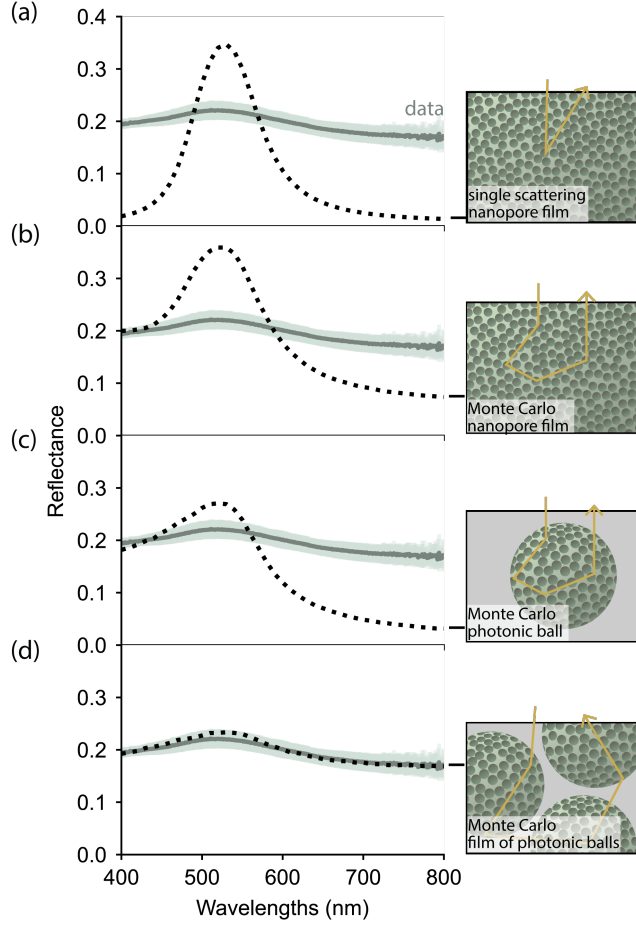 (a)
0.4
0.3
0.2
0.1
0.0
data
single scattering
nanopore film
(b)
0.3
0.2
0.1
0.0
Monte Carlo
nanopore film
(c)
0.3
0.2
0.1
0.0
Monte Carlo
photonic ball
(d)
0.3
0.2
0.1
0.0
Monte Carlo
film of photonic balls
Reflectance
400 500 600 700 800
Wavelengths (nm)